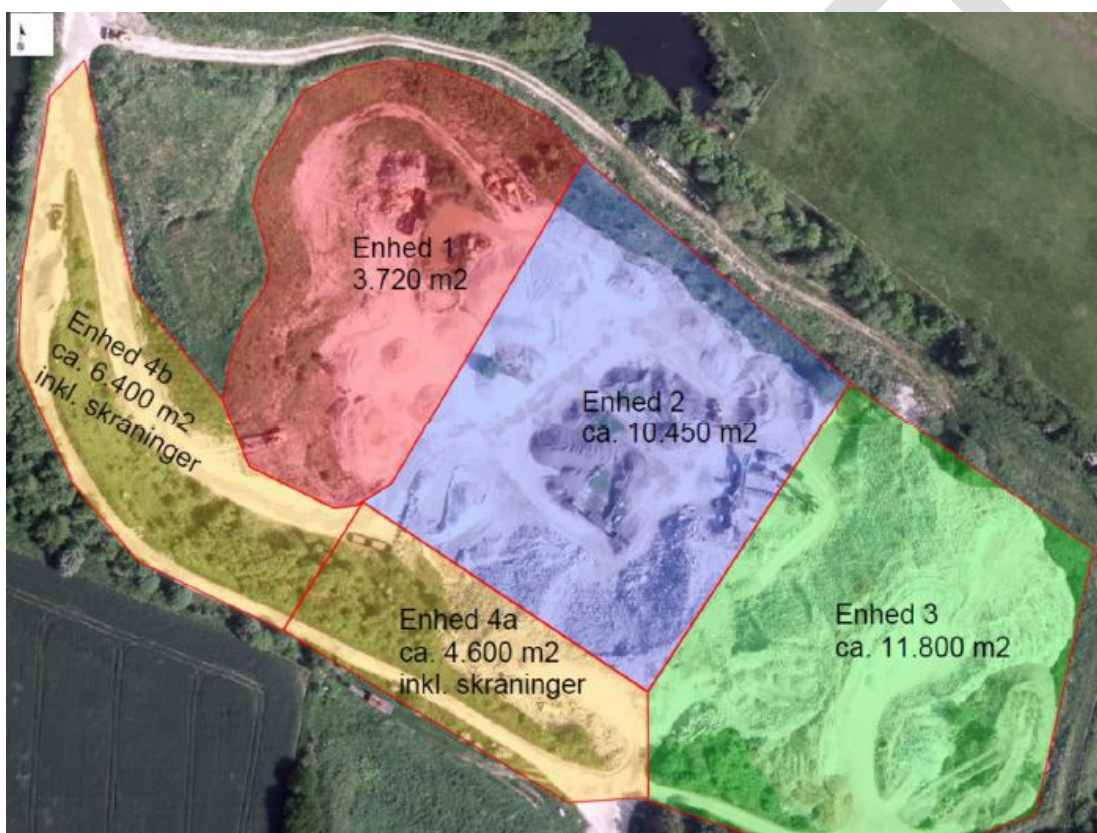 Enhed 1
3.720 m2
Enhed 4b
ca. 6.400 m2
inkl. skråninger
Enhed 2
ca. 10.450 m2
Enhed 4a
ca. 4.600 m2
inkl. skråninger
Enhed 3
ca. 11.800 m2